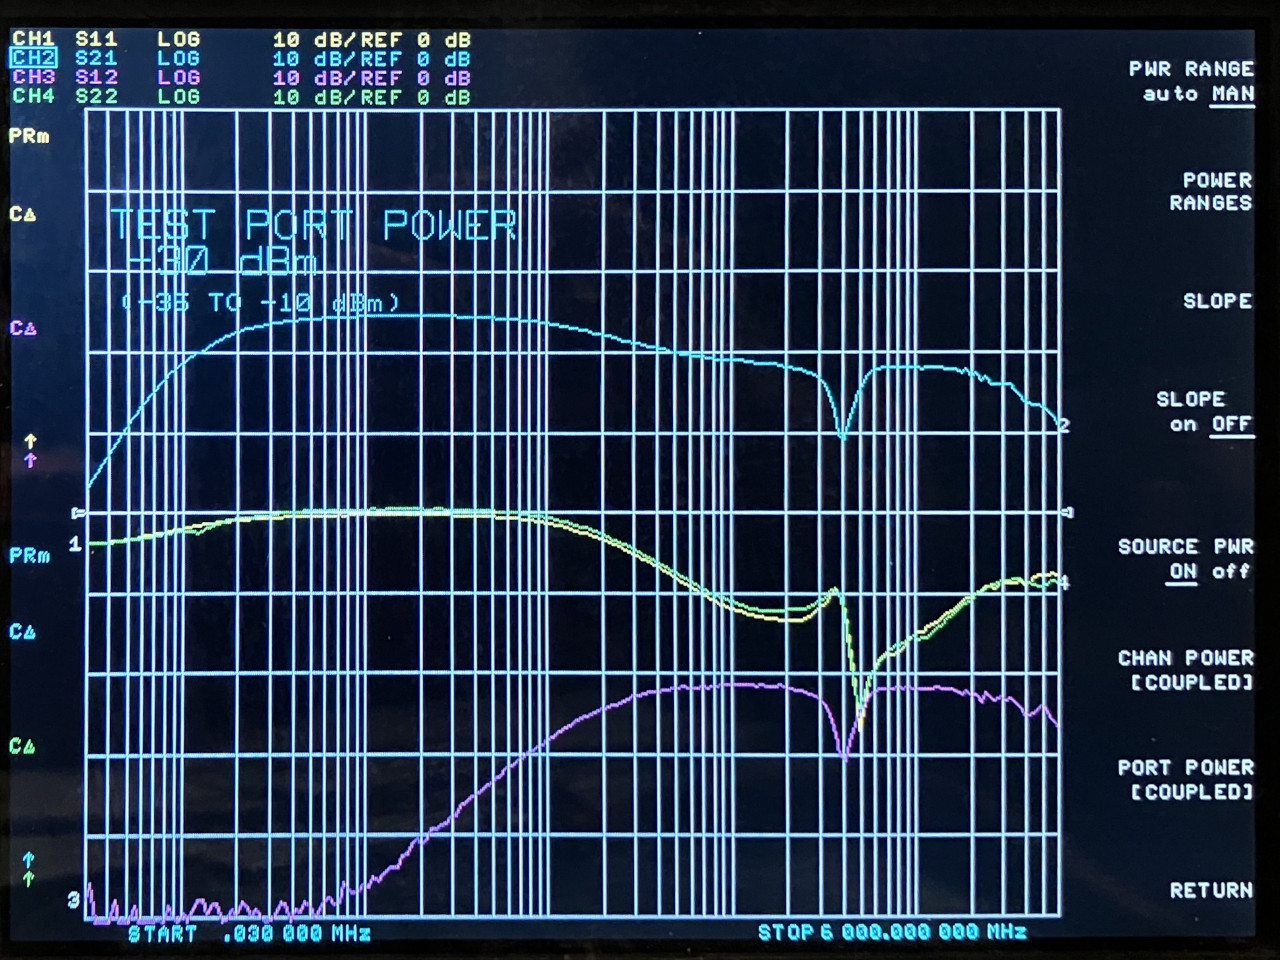 CH1 S11 LOG 10 dB/REF 0 dB
CH2 S21 LOG 10 dB/REF 0 dB
CH3 S12 LOG 10 dB/REF 0 dB
CH4 S22 LOG 10 dB/REF 0 dB
PRm
CΔ
CΔ
↑
↑
PRm
CΔ
CΔ
↑
↑
TEST PORT POWER
-30 dBm
(-35 TO -10 dBm)
1
3
2
4
START .030 000 MHz
STOP 6 000.000 000 MHz
PWR RANGE
auto MAN
POWER
RANGES
SLOPE
SLOPE
on OFF
SOURCE PWR
ON off
CHAN POWER
[COUPLED]
PORT POWER
[COUPLED]
RETURN